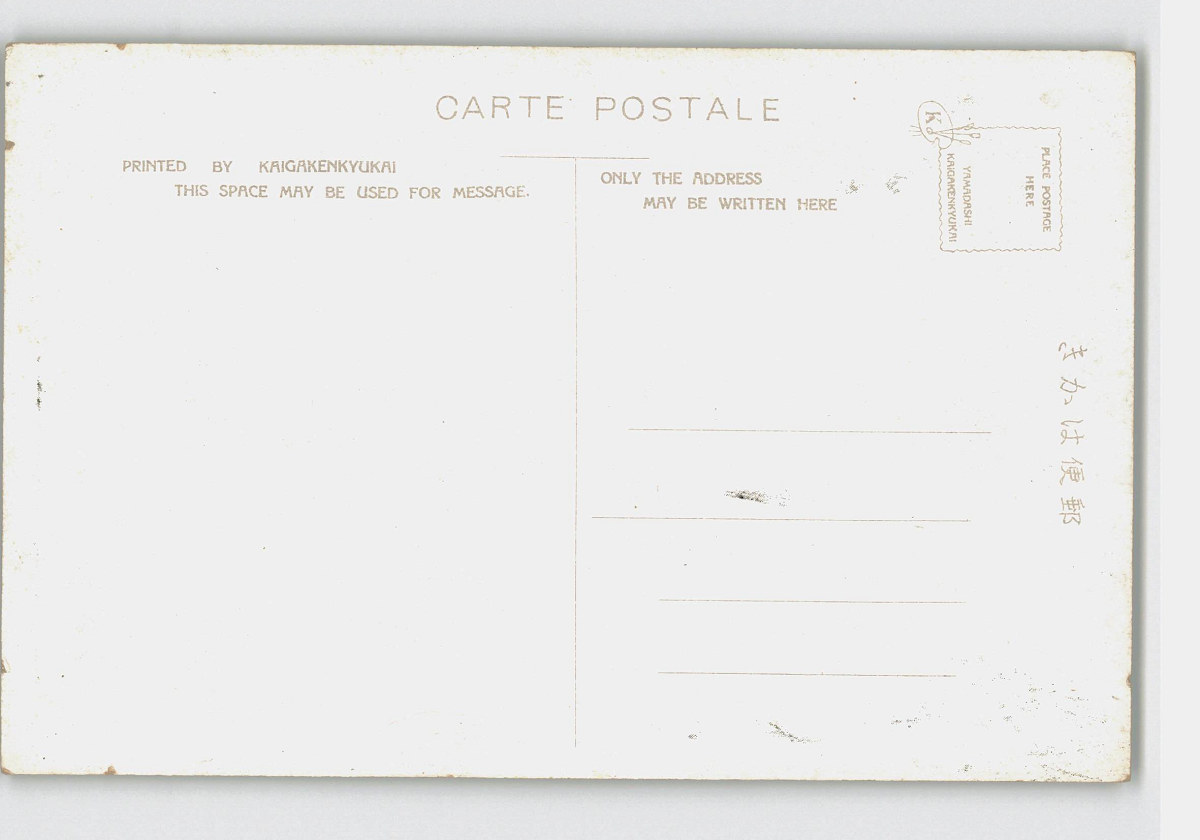 CARTE POSTALE
PRINTED BY KAIGAKENKYUKAI
THIS SPACE MAY BE USED FOR MESSAGE.
ONLY THE ADDRESS
MAY BE WRITTEN HERE
K
PLACE POSTAGE
HERE
YAMADASHI
KAIGAKENKYUKAI
きかは便郵